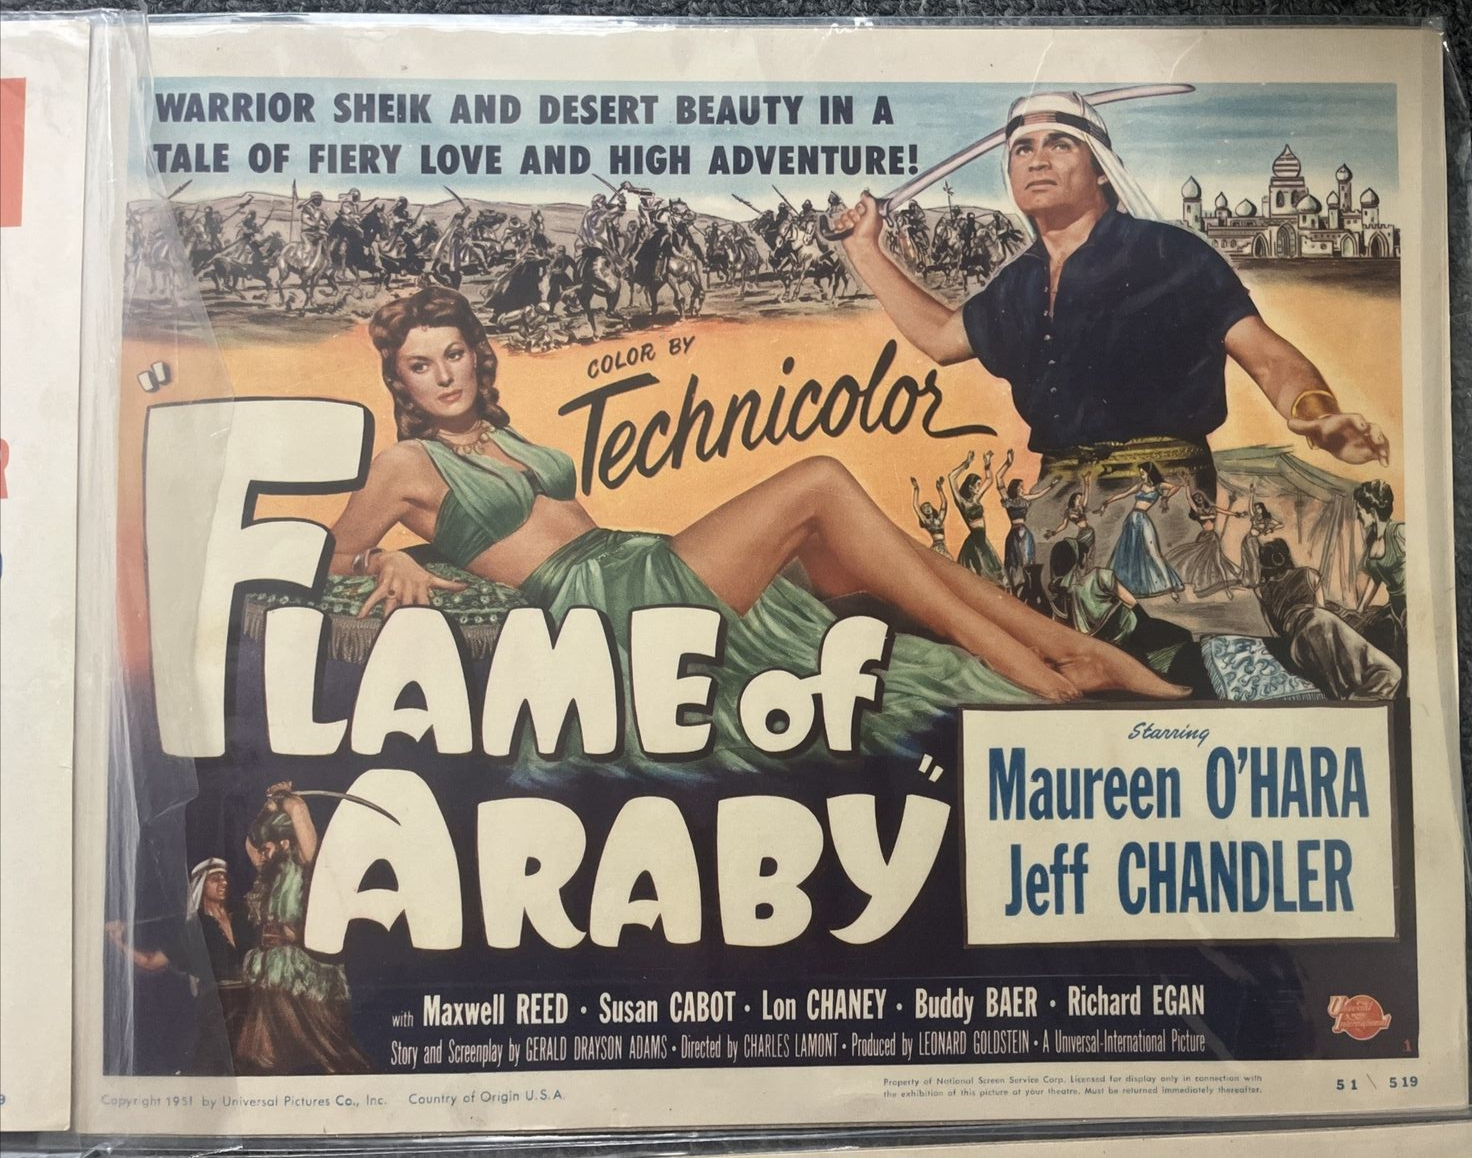 WARRIOR SHEIK AND DESERT BEAUTY IN A
TALE OF FIERY LOVE AND HIGH ADVENTURE!
COLOR BY
Technicolor
"FLAME of
ARABY"
Starring
Maureen O'HARA
Jeff CHANDLER
with Maxwell REED · Susan CABOT · Lon CHANEY · Buddy BAER · Richard EGAN
Story and Screenplay by GERALD DRAYSON ADAMS · Directed by CHARLES LAMONT · Produced by LEONARD GOLDSTEIN · A Universal-International Picture
Universal
International
1
Copyright 1951 by Universal Pictures Co., Inc. Country of Origin U.S.A.
Property of National Screen Service Corp. Licensed for display only in connection with
the exhibition of this picture at your theatre. Must be returned immediately thereafter.
51 \ 519
R
9